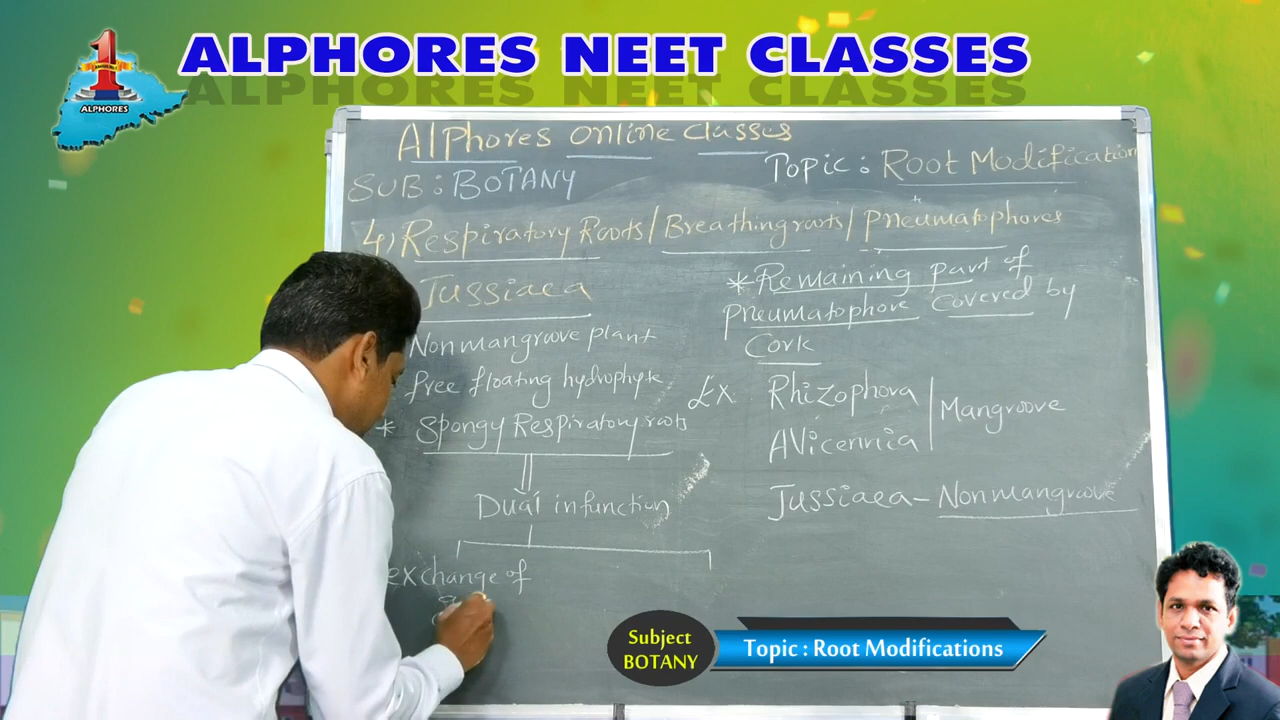 ALPHORES NEET CLASSES
1
ALPHORES
Alphores online classes
SUB: BOTANY
Topic: Root Modification
4) Respiratory Roots/Breathing roots/Pneumatophores
Jussiaea
Nonmangroove plant
free floating hydrophyte
* Spongy Respiratory roots
Dual in function
exchange of
* Remaining part of
Pneumatophore covered by
Cork
Ex. Rhizophora
Avicennia
Mangroove
Jussiaea - Nonmangroove
Subject
BOTANY
Topic : Root Modifications